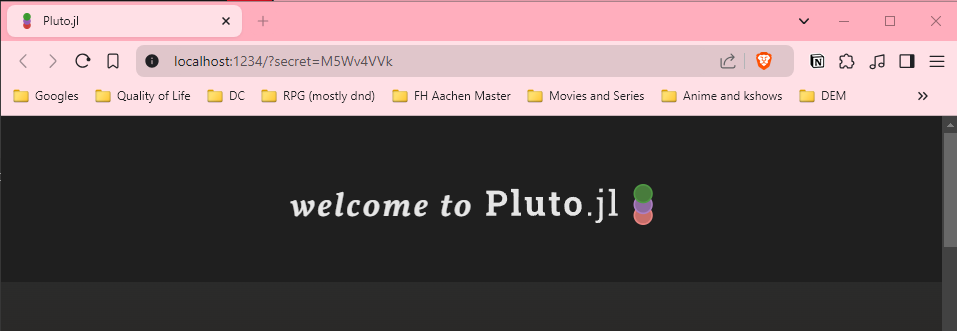 Pluto.jl
localhost:1234/?secret=M5Wv4VVk
Googles Quality of Life DC RPG (mostly dnd) FH Aachen Master Movies and Series Anime and kshows DEM
welcome to Pluto.jl